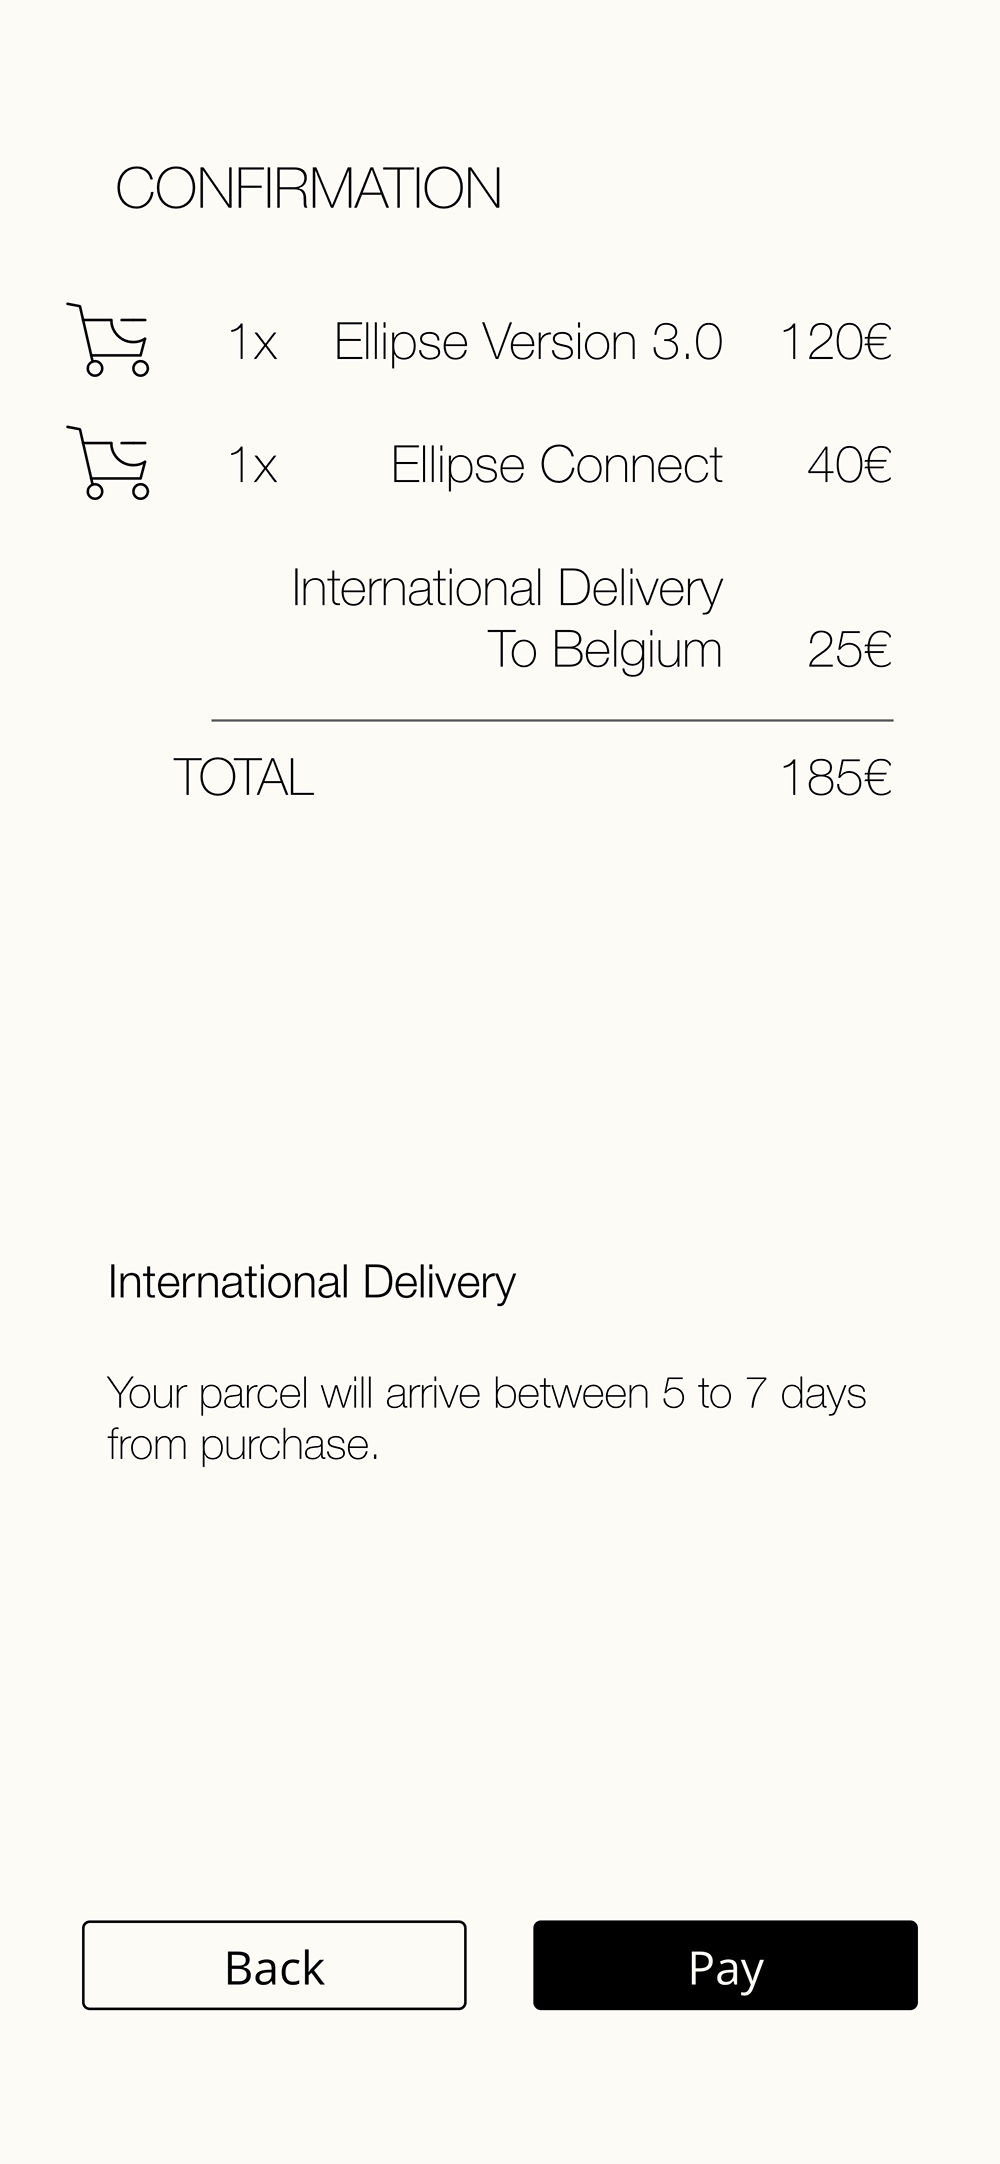 CONFIRMATION
1x Ellipse Version 3.0 120€
1x Ellipse Connect 40€
International Delivery
To Belgium 25€
TOTAL 185€
International Delivery
Your parcel will arrive between 5 to 7 days
from purchase.
Back Pay